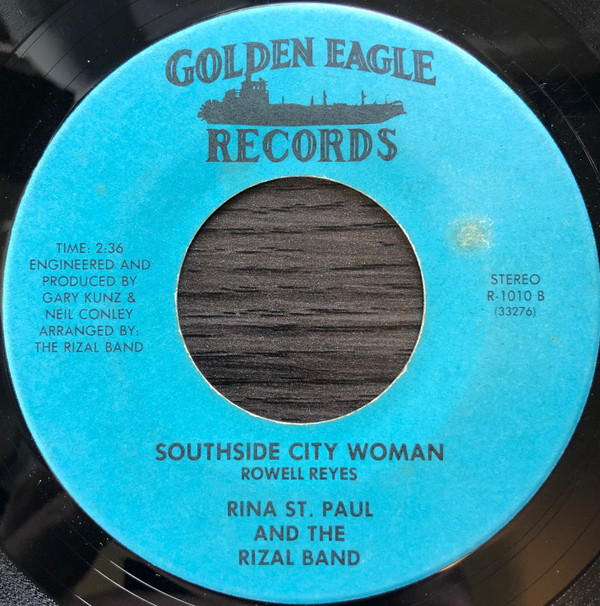 GOLDEN EAGLE
RECORDS
TIME: 2:36
ENGINEERED AND
PRODUCED BY
GARY KUNZ &
NEIL CONLEY
ARRANGED BY:
THE RIZAL BAND
STEREO
R-1010 B
(33276)
SOUTHSIDE CITY WOMAN
ROWELL REYES
RINA ST. PAUL
AND THE
RIZAL BAND